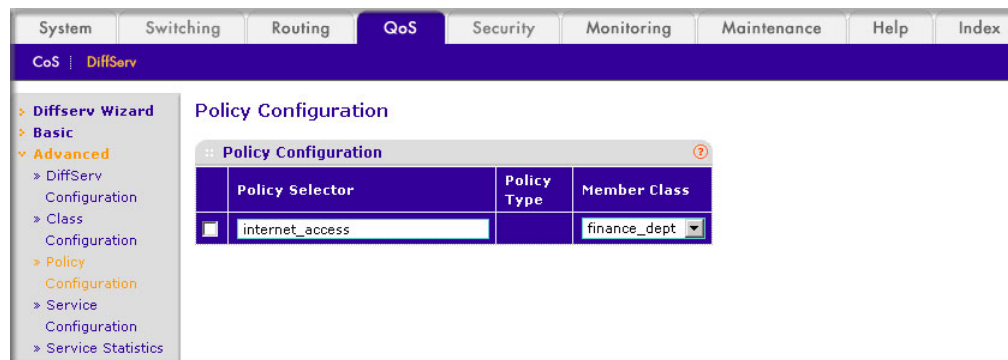 System Switching Routing QoS Security Monitoring Maintenance Help Index
CoS | DiffServ
Diffserv Wizard
Basic
Advanced
» DiffServ
Configuration
» Class
Configuration
» Policy
Configuration
» Service
Configuration
» Service Statistics
Policy Configuration
Policy Configuration ?
Policy Selector Policy Type Member Class
internet_access finance_dept